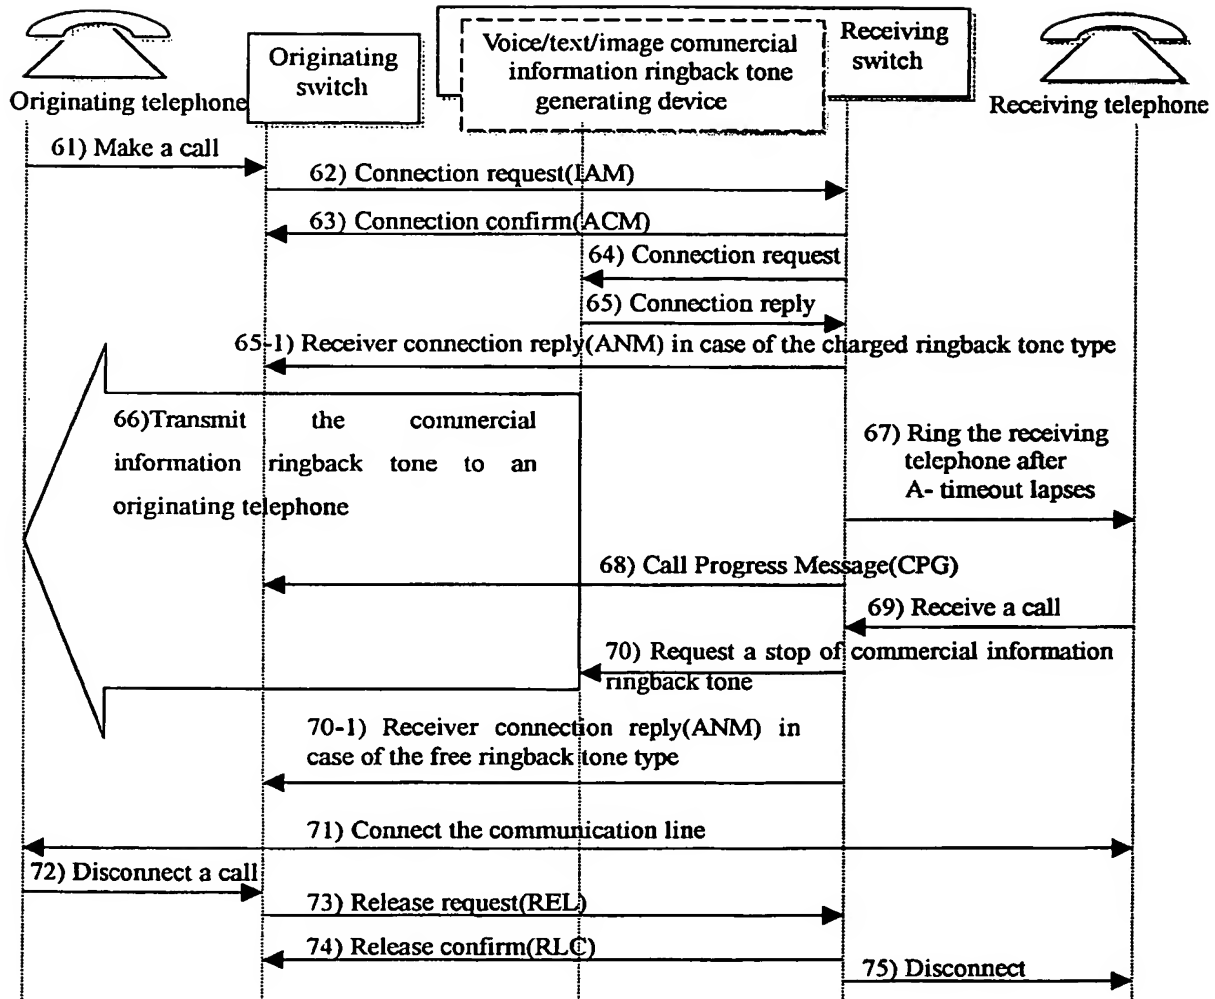 Originating telephone
Originating
switch
Voice/text/image commercial
information ringback tone
generating device
Receiving
switch
Receiving telephone
61) Make a call
62) Connection request(IAM)
63) Connection confirm(ACM)
64) Connection request
65) Connection reply
65-1) Receiver connection reply(ANM) in case of the charged ringback tone type
66)Transmit the commercial
information ringback tone to an
originating telephone
67) Ring the receiving
telephone after
A- timeout lapses
68) Call Progress Message(CPG)
69) Receive a call
70) Request a stop of commercial information
ringback tone
70-1) Receiver connection reply(ANM) in
case of the free ringback tone type
71) Connect the communication line
72) Disconnect a call
73) Release request(REL)
74) Release confirm(RLC)
75) Disconnect